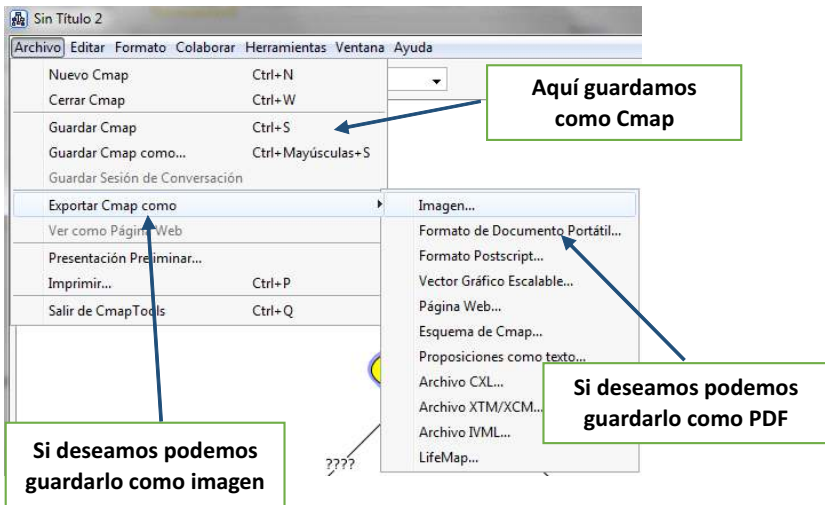 Sin Título 2
Archivo Editar Formato Colaborar Herramientas Ventana Ayuda
Nuevo Cmap Ctrl+N
Cerrar Cmap Ctrl+W
Guardar Cmap Ctrl+S
Guardar Cmap como... Ctrl+Mayúsculas+S
Guardar Sesión de Conversación
Exportar Cmap como
Ver como Página Web
Presentación Preliminar...
Imprimir... Ctrl+P
Salir de CmapTools Ctrl+Q
Aquí guardamos
como Cmap
Imagen...
Formato de Documento Portátil...
Formato Postscript...
Vector Gráfico Escalable...
Página Web...
Esquema de Cmap...
Proposiciones como texto...
Archivo CXL...
Archivo XTM/XCM...
Archivo IVML...
LifeMap...
Si deseamos podemos
guardarlo como PDF
Si deseamos podemos
guardarlo como imagen
????